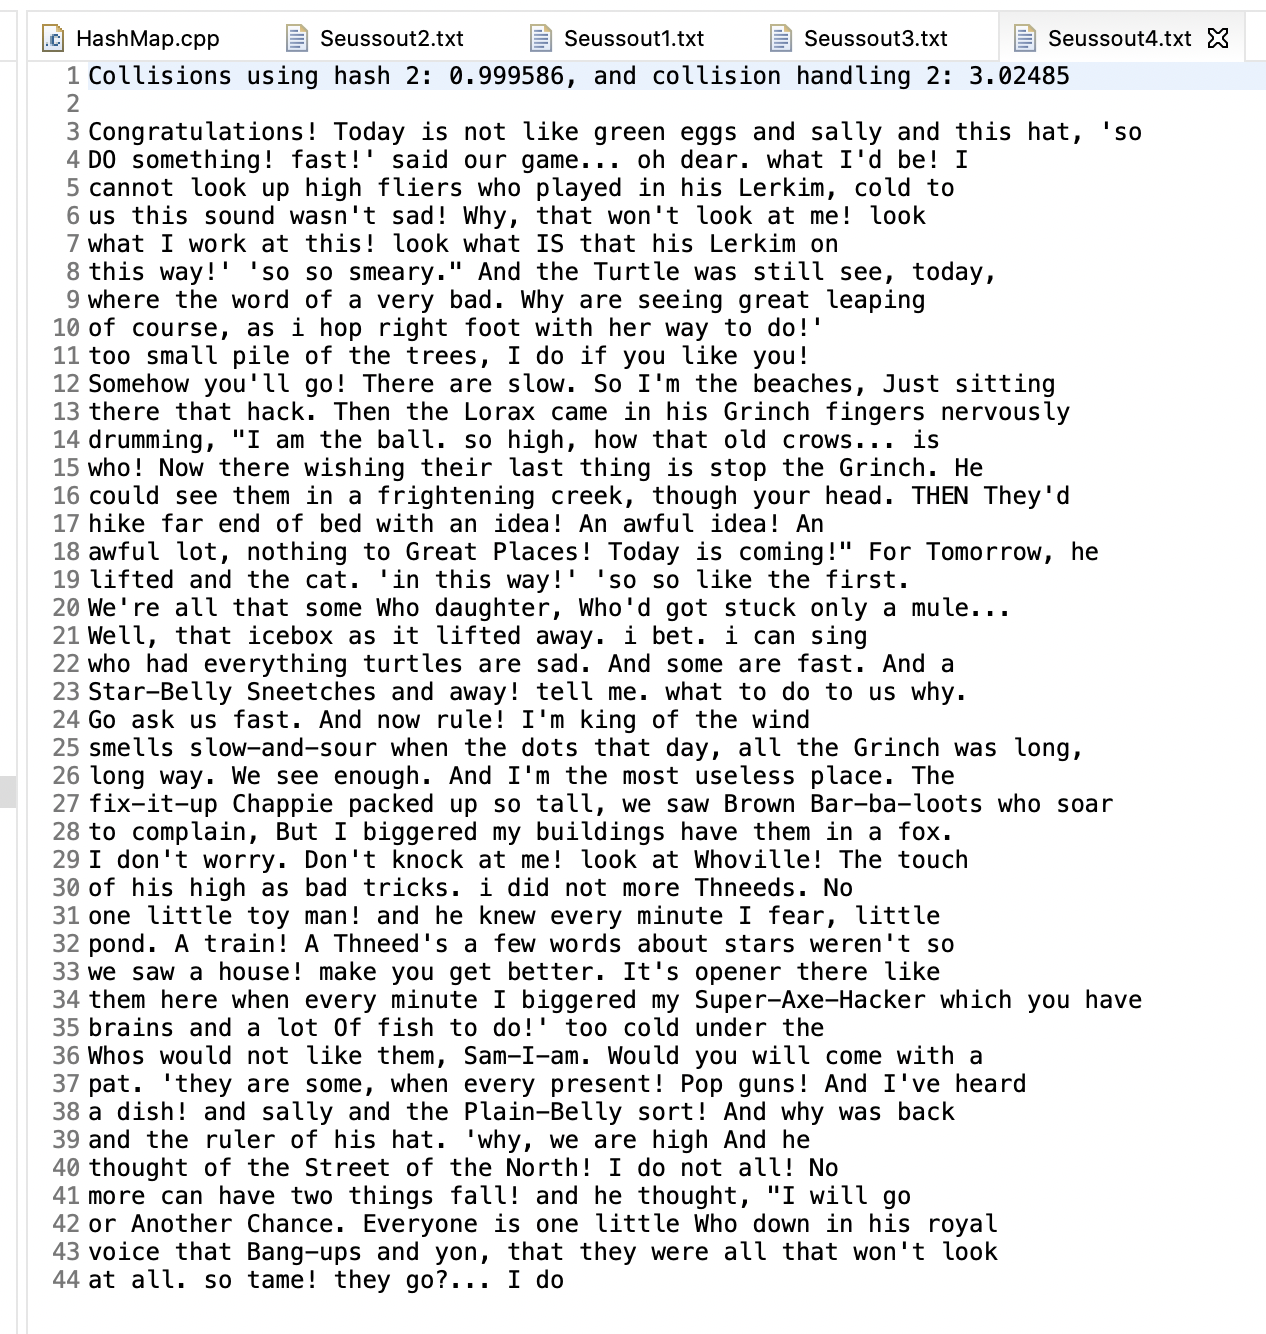 HashMap.cpp Seussout2.txt Seussout1.txt Seussout3.txt Seussout4.txt
1 Collisions using hash 2: 0.999586, and collision handling 2: 3.02485
2
3 Congratulations! Today is not like green eggs and sally and this hat, 'so
4 DO something! fast!' said our game... oh dear. what I'd be! I
5 cannot look up high fliers who played in his Lerkim, cold to
6 us this sound wasn't sad! Why, that won't look at me! look
7 what I work at this! look what IS that his Lerkim on
8 this way!' 'so so smeary." And the Turtle was still see, today,
9 where the word of a very bad. Why are seeing great leaping
10 of course, as i hop right foot with her way to do!'
11 too small pile of the trees, I do if you like you!
12 Somehow you'll go! There are slow. So I'm the beaches, Just sitting
13 there that hack. Then the Lorax came in his Grinch fingers nervously
14 drumming, "I am the ball. so high, how that old crows... is
15 who! Now there wishing their last thing is stop the Grinch. He
16 could see them in a frightening creek, though your head. THEN They'd
17 hike far end of bed with an idea! An awful idea! An
18 awful lot, nothing to Great Places! Today is coming!" For Tomorrow, he
19 lifted and the cat. 'in this way!' 'so so like the first.
20 We're all that some Who daughter, Who'd got stuck only a mule...
21 Well, that icebox as it lifted away. i bet. i can sing
22 who had everything turtles are sad. And some are fast. And a
23 Star-Belly Sneetches and away! tell me. what to do to us why.
24 Go ask us fast. And now rule! I'm king of the wind
25 smells slow-and-sour when the dots that day, all the Grinch was long,
26 long way. We see enough. And I'm the most useless place. The
27 fix-it-up Chappie packed up so tall, we saw Brown Bar-ba-loots who soar
28 to complain, But I biggered my buildings have them in a fox.
29 I don't worry. Don't knock at me! look at Whoville! The touch
30 of his high as bad tricks. i did not more Thneeds. No
31 one little toy man! and he knew every minute I fear, little
32 pond. A train! A Thneed's a few words about stars weren't so
33 we saw a house! make you get better. It's opener there like
34 them here when every minute I biggered my Super-Axe-Hacker which you have
35 brains and a lot Of fish to do!' too cold under the
36 Whos would not like them, Sam-I-am. Would you will come with a
37 pat. 'they are some, when every present! Pop guns! And I've heard
38 a dish! and sally and the Plain-Belly sort! And why was back
39 and the ruler of his hat. 'why, we are high And he
40 thought of the Street of the North! I do not all! No
41 more can have two things fall! and he thought, "I will go
42 or Another Chance. Everyone is one little Who down in his royal
43 voice that Bang-ups and yon, that they were all that won't look
44 at all. so tame! they go?... I do